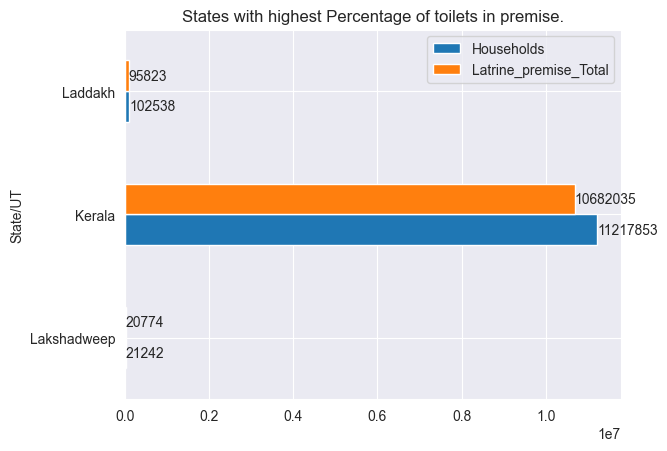 States with highest Percentage of toilets in premise.
Households
Latrine_premise_Total
Laddakh
95823
102538
State/UT
Kerala
10682035
11217853
Lakshadweep
20774
21242
0.0 0.2 0.4 0.6 0.8 1.0
1e7